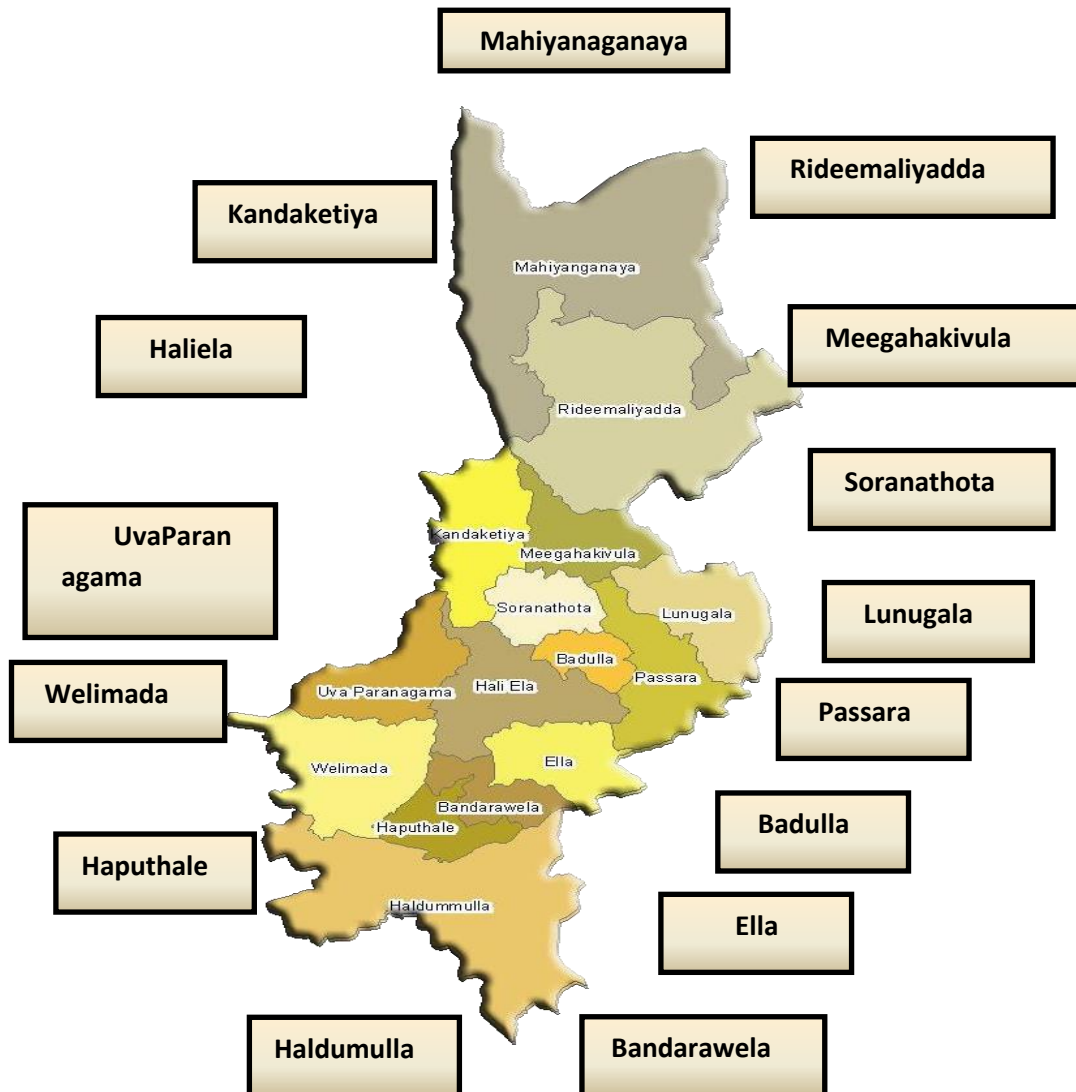 Mahiyanaganaya
Rideemaliyadda
Kandaketiya
Mahiyanganaya
Meegahakivula
Haliela
Rideemaliyadda
Soranathota
UvaParan
agama
Kandaketiya
Meegahakivula
Soranathota
Lunugala
Lunugala
Badulla
Passara
Hali Ela
Uva Paranagama
Welimada
Passara
Ella
Welimada
Bandarawela
Haputhale
Badulla
Haputhale
Haldummulla
Ella
Haldumulla
Bandarawela